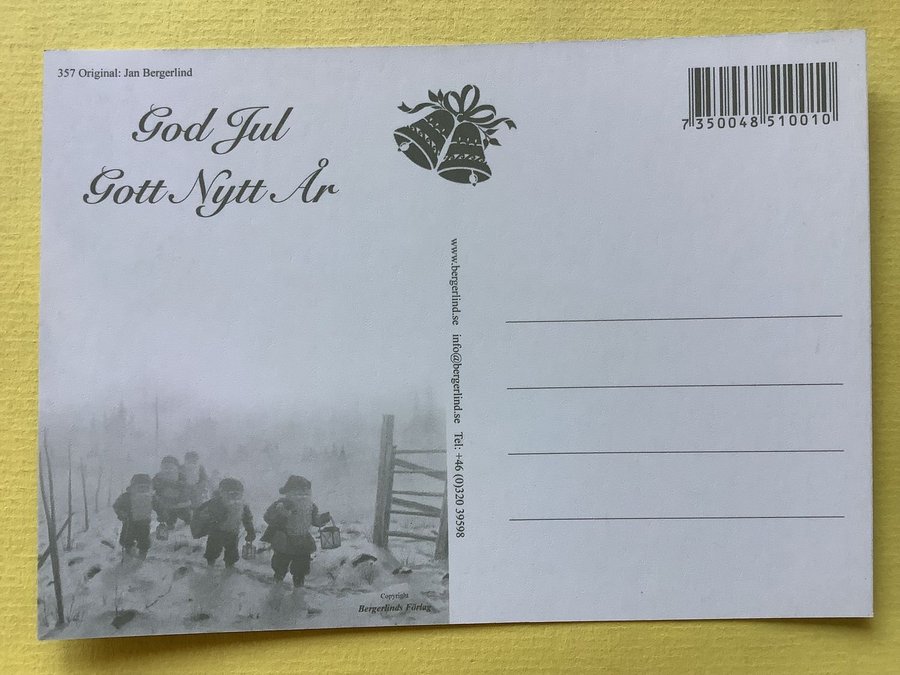 357 Original: Jan Bergerlind
God Jul
Gott Nytt År
7 350048 510010
www.bergerlind.se info@bergerlind.se Tel: +46 (0)320 39598
Copyright
Bergerlinds Förlag